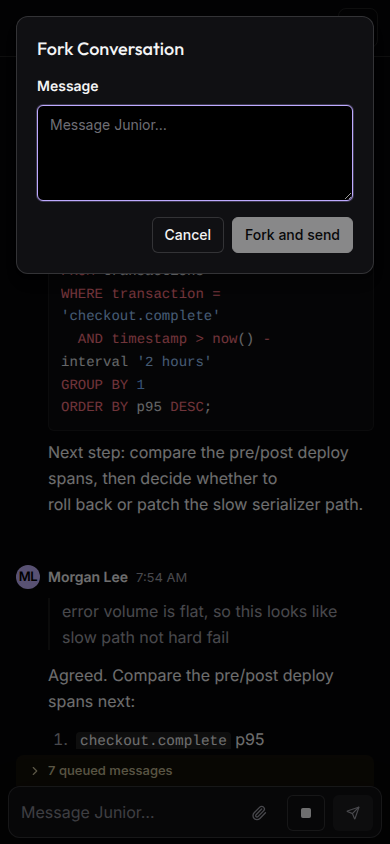 Fork Conversation
Message
Message Junior...
Cancel
Fork and send
WHERE transaction =
'checkout.complete'
AND timestamp > now() -
interval '2 hours'
GROUP BY 1
ORDER BY p95 DESC;
Next step: compare the pre/post deploy
spans, then decide whether to
roll back or patch the slow serializer path.
ML
Morgan Lee 7:54 AM
error volume is flat, so this looks like
slow path not hard fail
Agreed. Compare the pre/post deploy
spans next:
1. checkout.complete p95
7 queued messages
Message Junior...